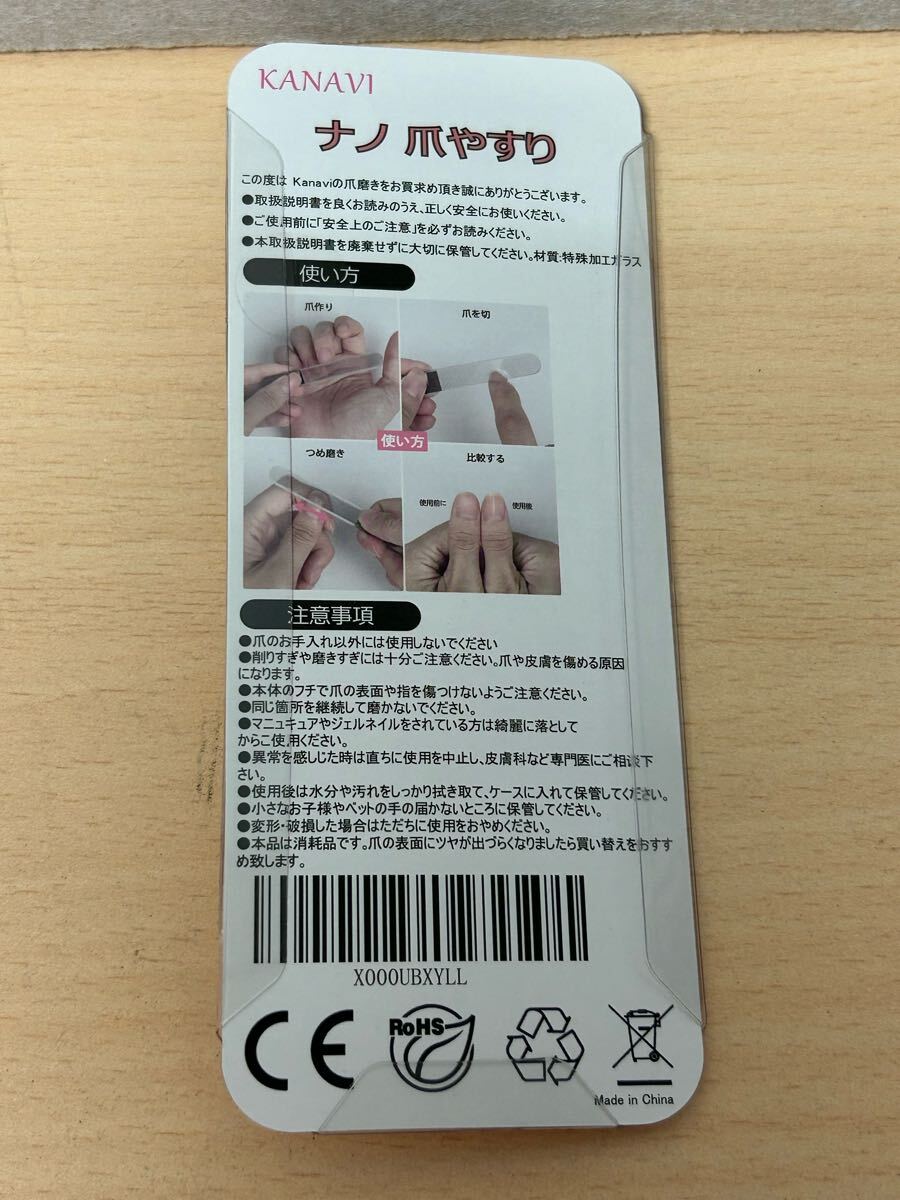 KANAVI
ナノ 爪やすり
この度は Kanaviの爪磨きをお買求め頂き誠にありがとうございます。
●取扱説明書を良くお読みのうえ、正しく安全にお使いください。
●ご使用前に「安全上のご注意」を必ずお読みください。
●本取扱説明書を廃棄せずに大切に保管してください。材質:特殊加工ガラス
使い方
爪作り
爪を切
使い方
つめ磨き
比較する
使用前に
使用後
注意事項
●爪のお手入れ以外には使用しないでください
●削りすぎや磨きすぎには十分ご注意ください。爪や皮膚を傷める原因
になります。
●本体のフチで爪の表面や指を傷つけないようご注意ください。
●同じ箇所を継続して磨かないでください。
●マニュキュアやジェルネイルをされている方は綺麗に落として
からご使用ください。
●異常を感しじた時は直ちに使用を中止し、皮膚科など専門医にご相談下
さい。
●使用後は水分や汚れをしっかり拭き取て、ケースに入れて保管してください。
●小さなお子様やペットの手の届かないところに保管してください。
●変形・破損した場合はただちに使用をおやめください。
●本品は消耗品です。爪の表面にツヤが出づらくなりましたら買い替えをおすす
め致します。
X000UBXYLL
CE
RoHS
Made in China